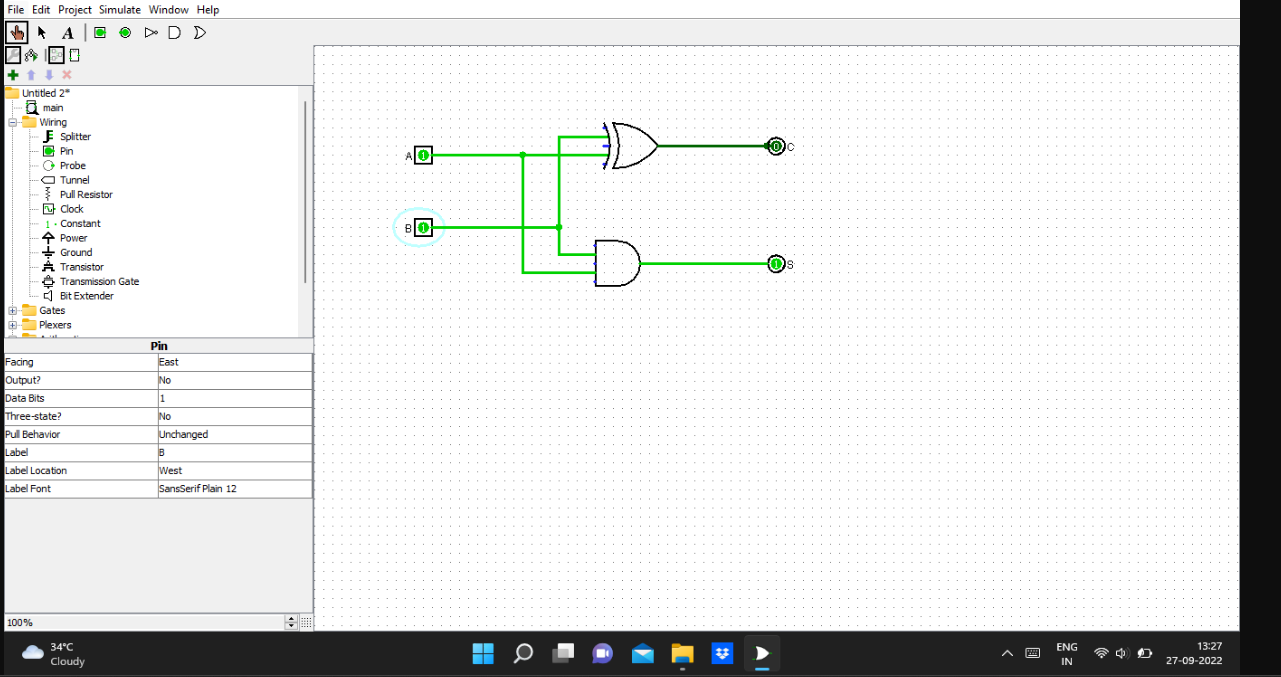 File Edit Project Simulate Window Help
A
Untitled 2*
main
Wiring
Splitter
Pin
Probe
Tunnel
Pull Resistor
Clock
1 Constant
Power
Ground
Transistor
Transmission Gate
Bit Extender
Gates
Plexers
Pin
Facing East
Output? No
Data Bits 1
Three-state? No
Pull Behavior Unchanged
Label B
Label Location West
Label Font SansSerif Plain 12
100%
A 1
0 C
B 1
1 S
34°C
Cloudy
ENG
IN
13:27
27-09-2022